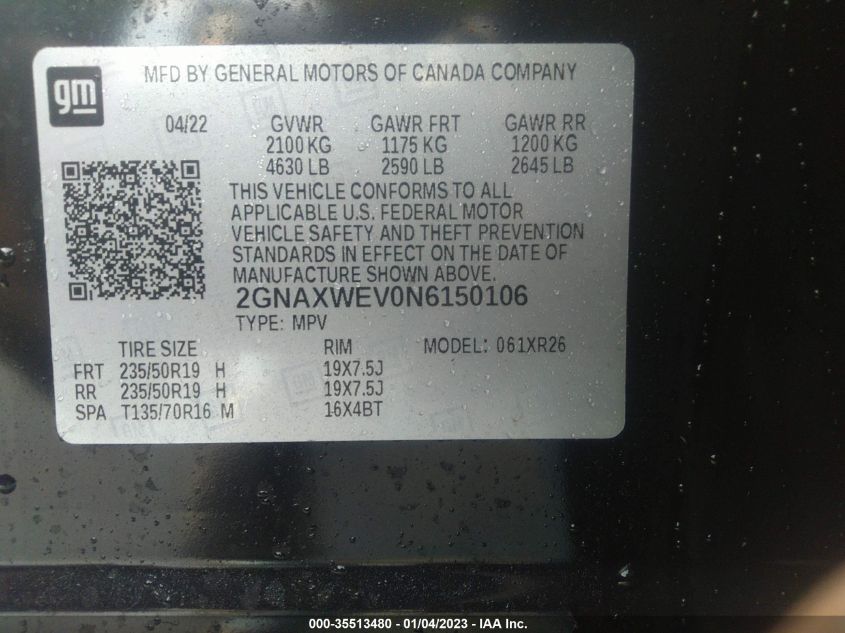 gm
MFD BY GENERAL MOTORS OF CANADA COMPANY
04/22 GVWR GAWR FRT GAWR RR
2100 KG 1175 KG 1200 KG
4630 LB 2590 LB 2645 LB
THIS VEHICLE CONFORMS TO ALL
APPLICABLE U.S. FEDERAL MOTOR
VEHICLE SAFETY AND THEFT PREVENTION
STANDARDS IN EFFECT ON THE DATE OF
MANUFACTURE SHOWN ABOVE.
2GNAXWEV0N6150106
TYPE: MPV
TIRE SIZE RIM MODEL: 061XR26
FRT 235/50R19 H 19X7.5J
RR 235/50R19 H 19X7.5J
SPA T135/70R16 M 16X4BT
000-35513480 - 01/04/2023 - IAA Inc.